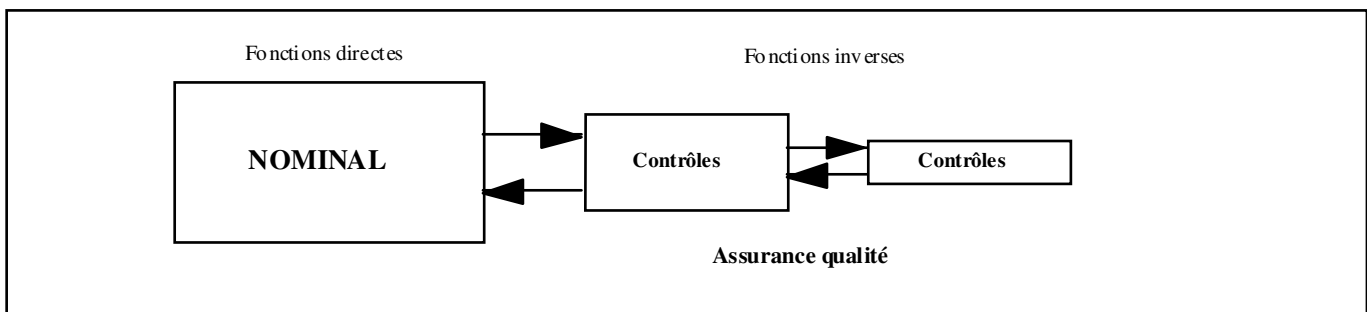 Fonctions directes
Fonctions inverses
NOMINAL
Contrôles
Contrôles
Assurance qualité